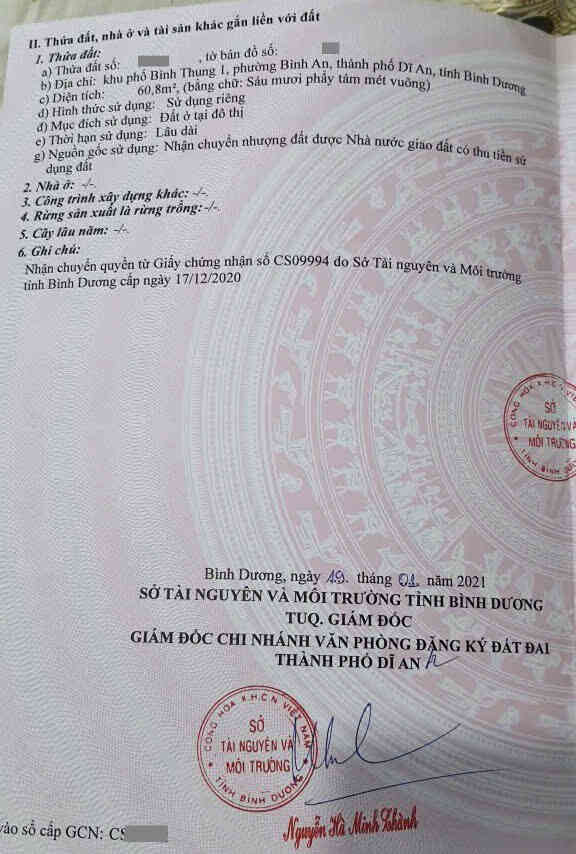 II. Thửa đất, nhà ở và tài sản khác gắn liền với đất
1. Thửa đất:
a) Thửa đất số: , tờ bản đồ số:
b) Địa chỉ: khu phố Bình Thung 1, phường Bình An, thành phố Dĩ An, tỉnh Bình Dương
c) Diện tích: 60,8m², (bằng chữ: Sáu mươi phẩy tám mét vuông)
d) Hình thức sử dụng: Sử dụng riêng
đ) Mục đích sử dụng: Đất ở tại đô thị
e) Thời hạn sử dụng: Lâu dài
g) Nguồn gốc sử dụng: Nhận chuyển nhượng đất được Nhà nước giao đất có thu tiền sử
dụng đất
2. Nhà ở: -/-.
3. Công trình xây dựng khác: -/-.
4. Rừng sản xuất là rừng trồng: -/-.
5. Cây lâu năm: -/-.
6. Ghi chú:
Nhận chuyển quyền từ Giấy chứng nhận số CS09994 do Sở Tài nguyên và Môi trường
tỉnh Bình Dương cấp ngày 17/12/2020
CỘNG HÒA X.H.C.N VIỆT
SỞ
TÀI NGUYÊN VÀ
MÔI TRƯỜNG
TỈNH BÌNH DƯƠNG
Bình Dương, ngày 19. tháng 01. năm 2021
SỞ TÀI NGUYÊN VÀ MÔI TRƯỜNG TỈNH BÌNH DƯƠNG
TUQ. GIÁM ĐỐC
GIÁM ĐỐC CHI NHÁNH VĂN PHÒNG ĐĂNG KÝ ĐẤT ĐAI
THÀNH PHỐ DĨ AN
CỘNG HÒA X.H.C.N VIỆT NAM
SỞ
TÀI NGUYÊN VÀ
MÔI TRƯỜNG
TỈNH BÌNH DƯƠNG
Nguyễn Hà Minh Thành
vào sổ cấp GCN: CS